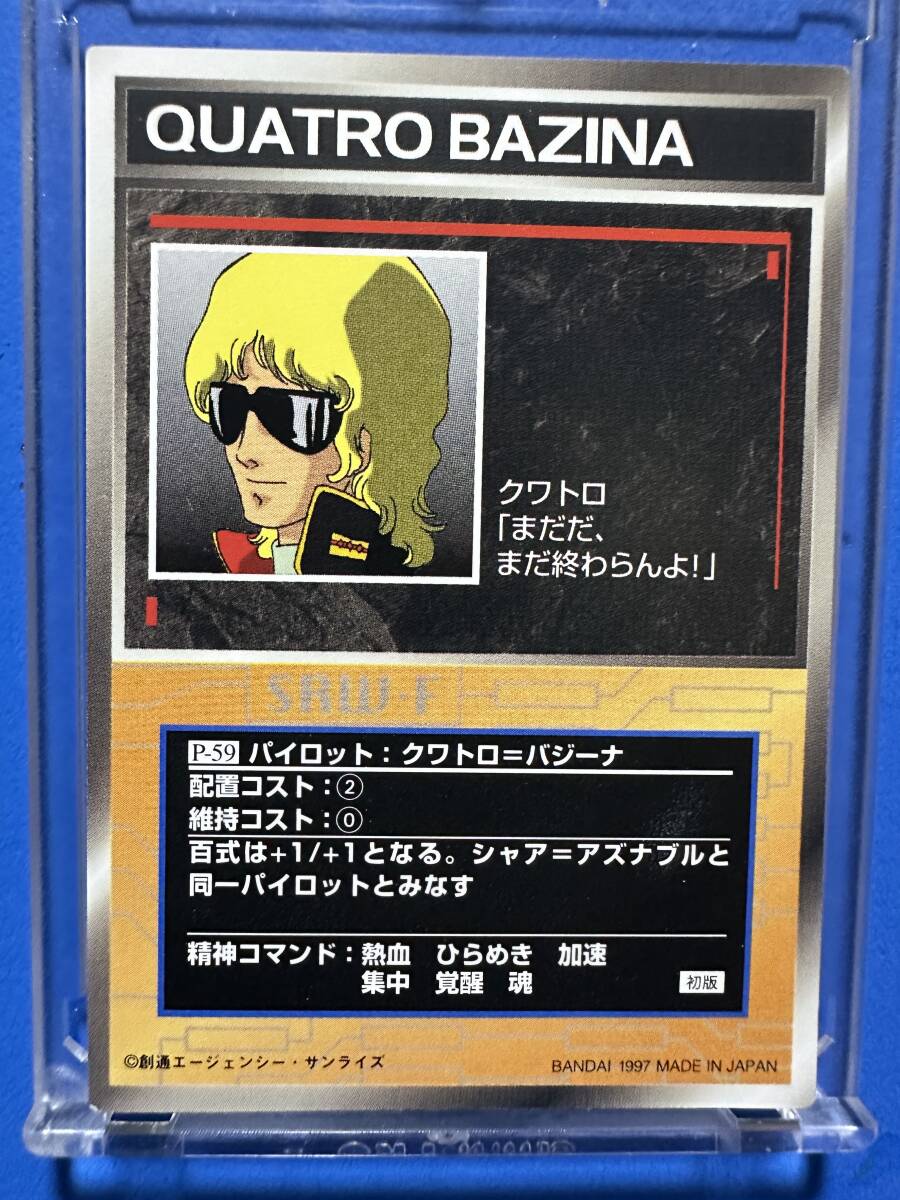 QUATRO BAZINA
クワトロ
「まだだ、
まだ終わらんよ!」
SRW-F
P-59 パイロット:クワトロ=バジーナ
配置コスト:②
維持コスト:⓪
百式は+1/+1となる。シャア=アズナブルと
同一パイロットとみなす
精神コマンド:熱血 ひらめき 加速
集中 覚醒 魂
初版
©創通エージェンシー・サンライズ
BANDAI 1997 MADE IN JAPAN